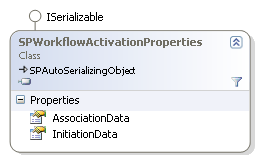 ISerializable
SPWorkflowActivationProperties
Class
SPAutoSerializingObject
Properties
AssociationData
InitiationData